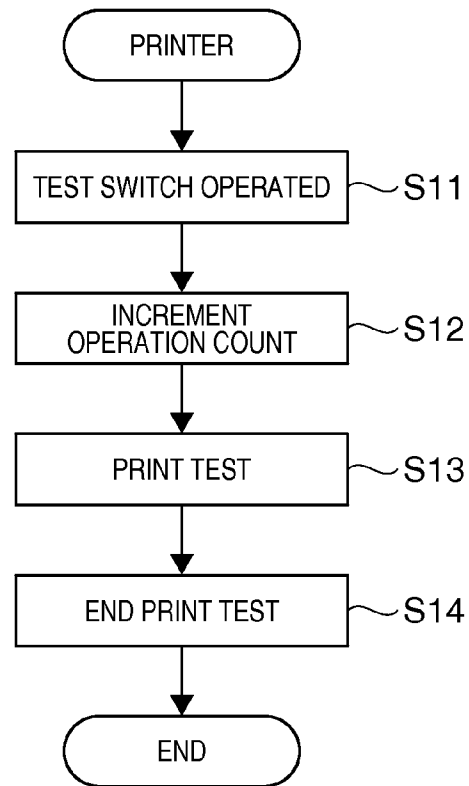 PRINTER
TEST SWITCH OPERATED
S11
INCREMENT
OPERATION COUNT
S12
PRINT TEST
S13
END PRINT TEST
S14
END